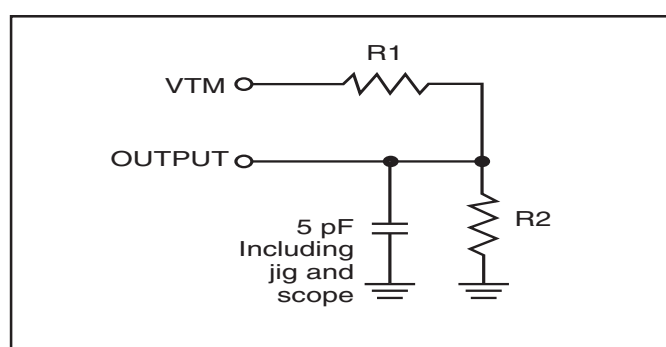 R1
VTM
OUTPUT
R2
5 pF
Including
jig and
scope